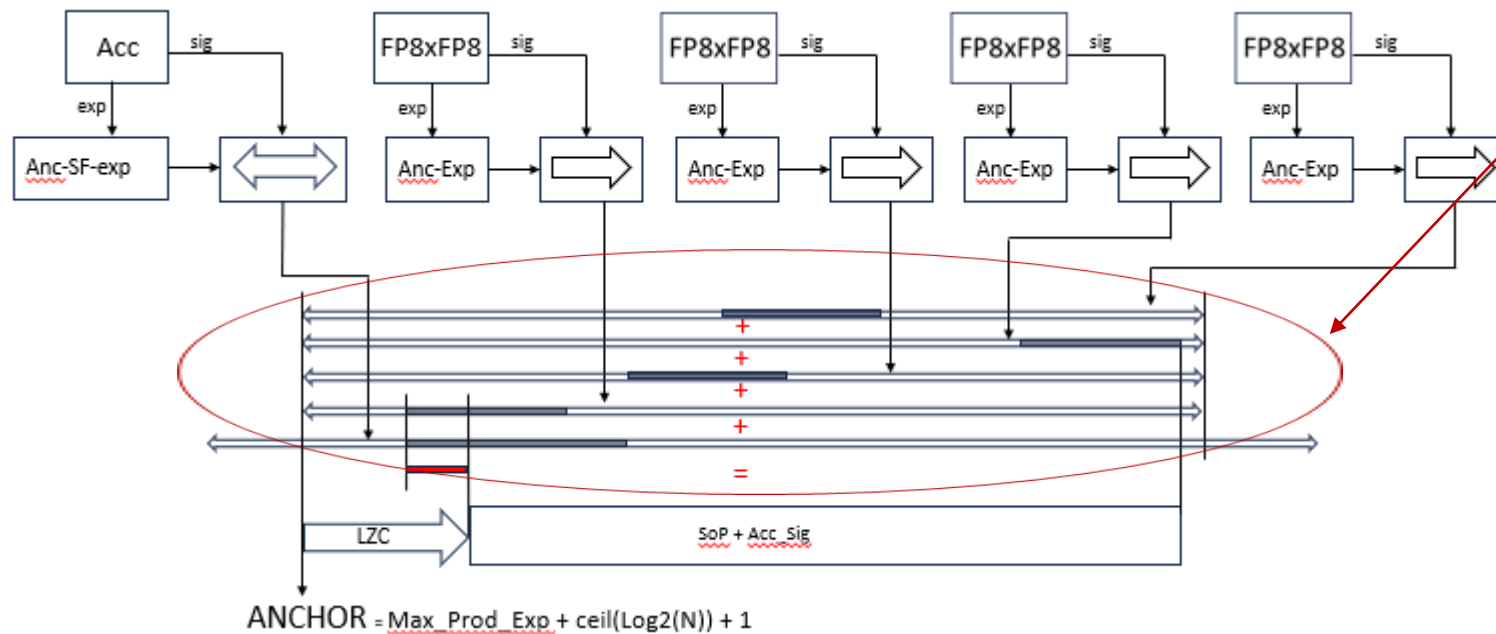 Acc
sig
FP8xFP8
sig
FP8xFP8
sig
FP8xFP8
sig
FP8xFP8
sig
exp
exp
exp
exp
exp
Anc-SF-exp
Anc-Exp
Anc-Exp
Anc-Exp
Anc-Exp
+
+
+
+
=
LZC
SoP + Acc_Sig
ANCHOR = Max_Prod_Exp + ceil(Log2(N)) + 1